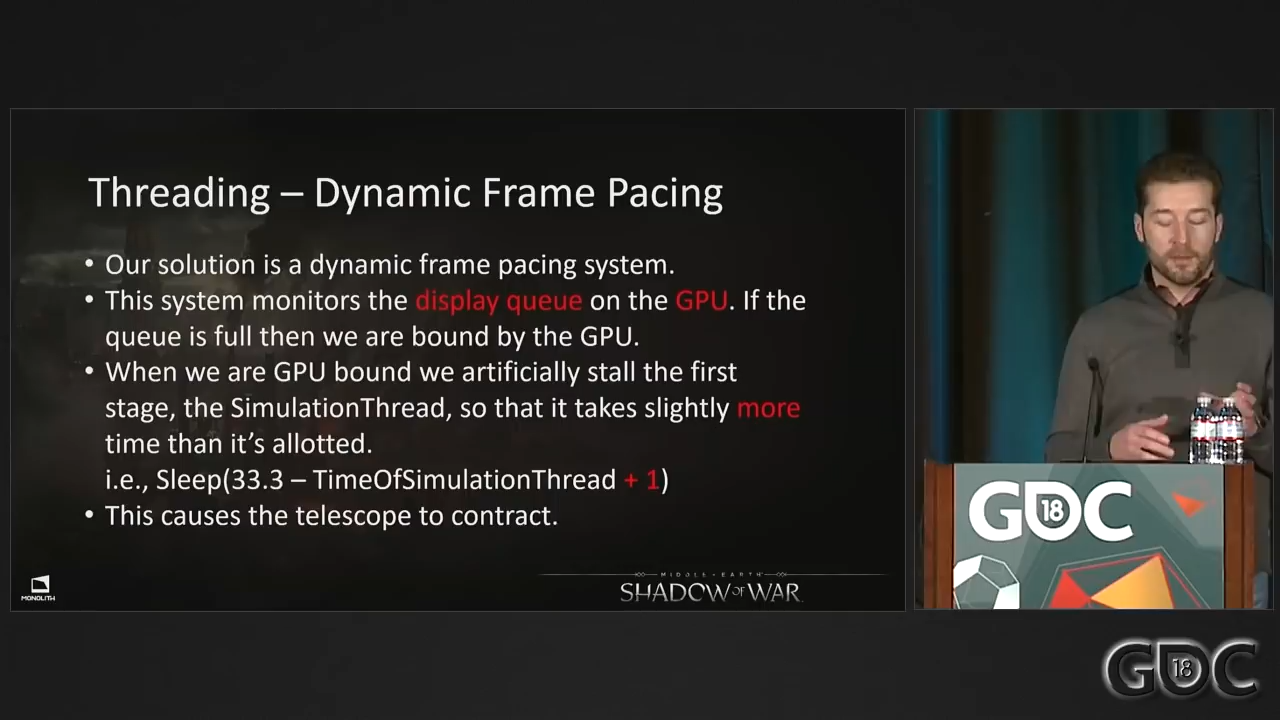 Threading – Dynamic Frame Pacing
• Our solution is a dynamic frame pacing system.
• This system monitors the display queue on the GPU. If the
queue is full then we are bound by the GPU.
• When we are GPU bound we artificially stall the first
stage, the SimulationThread, so that it takes slightly more
time than it’s allotted.
i.e., Sleep(33.3 – TimeOfSimulationThread + 1)
• This causes the telescope to contract.
MONOLITH
MIDDLE-EARTH
SHADOW OF WAR
GDC
18
GDC
18